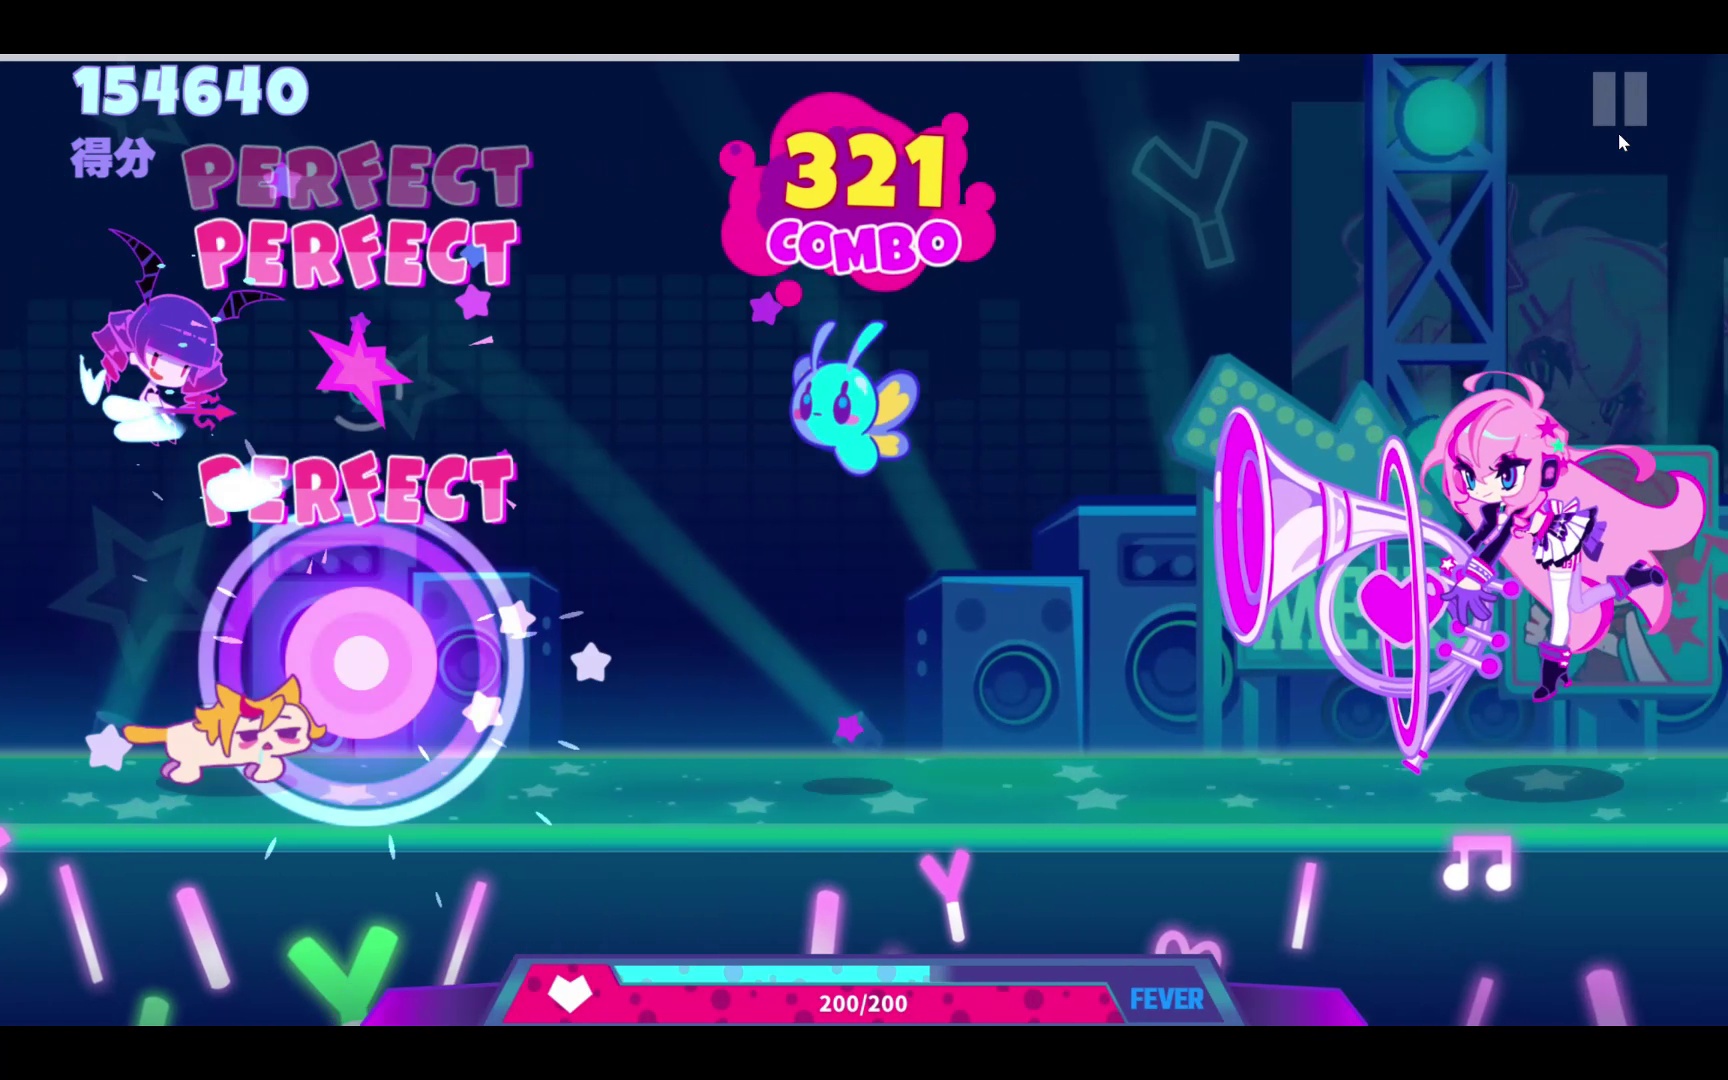 154640
得分
PERFECT
PERFECT
321
COMBO
PERFECT
200/200
FEVER